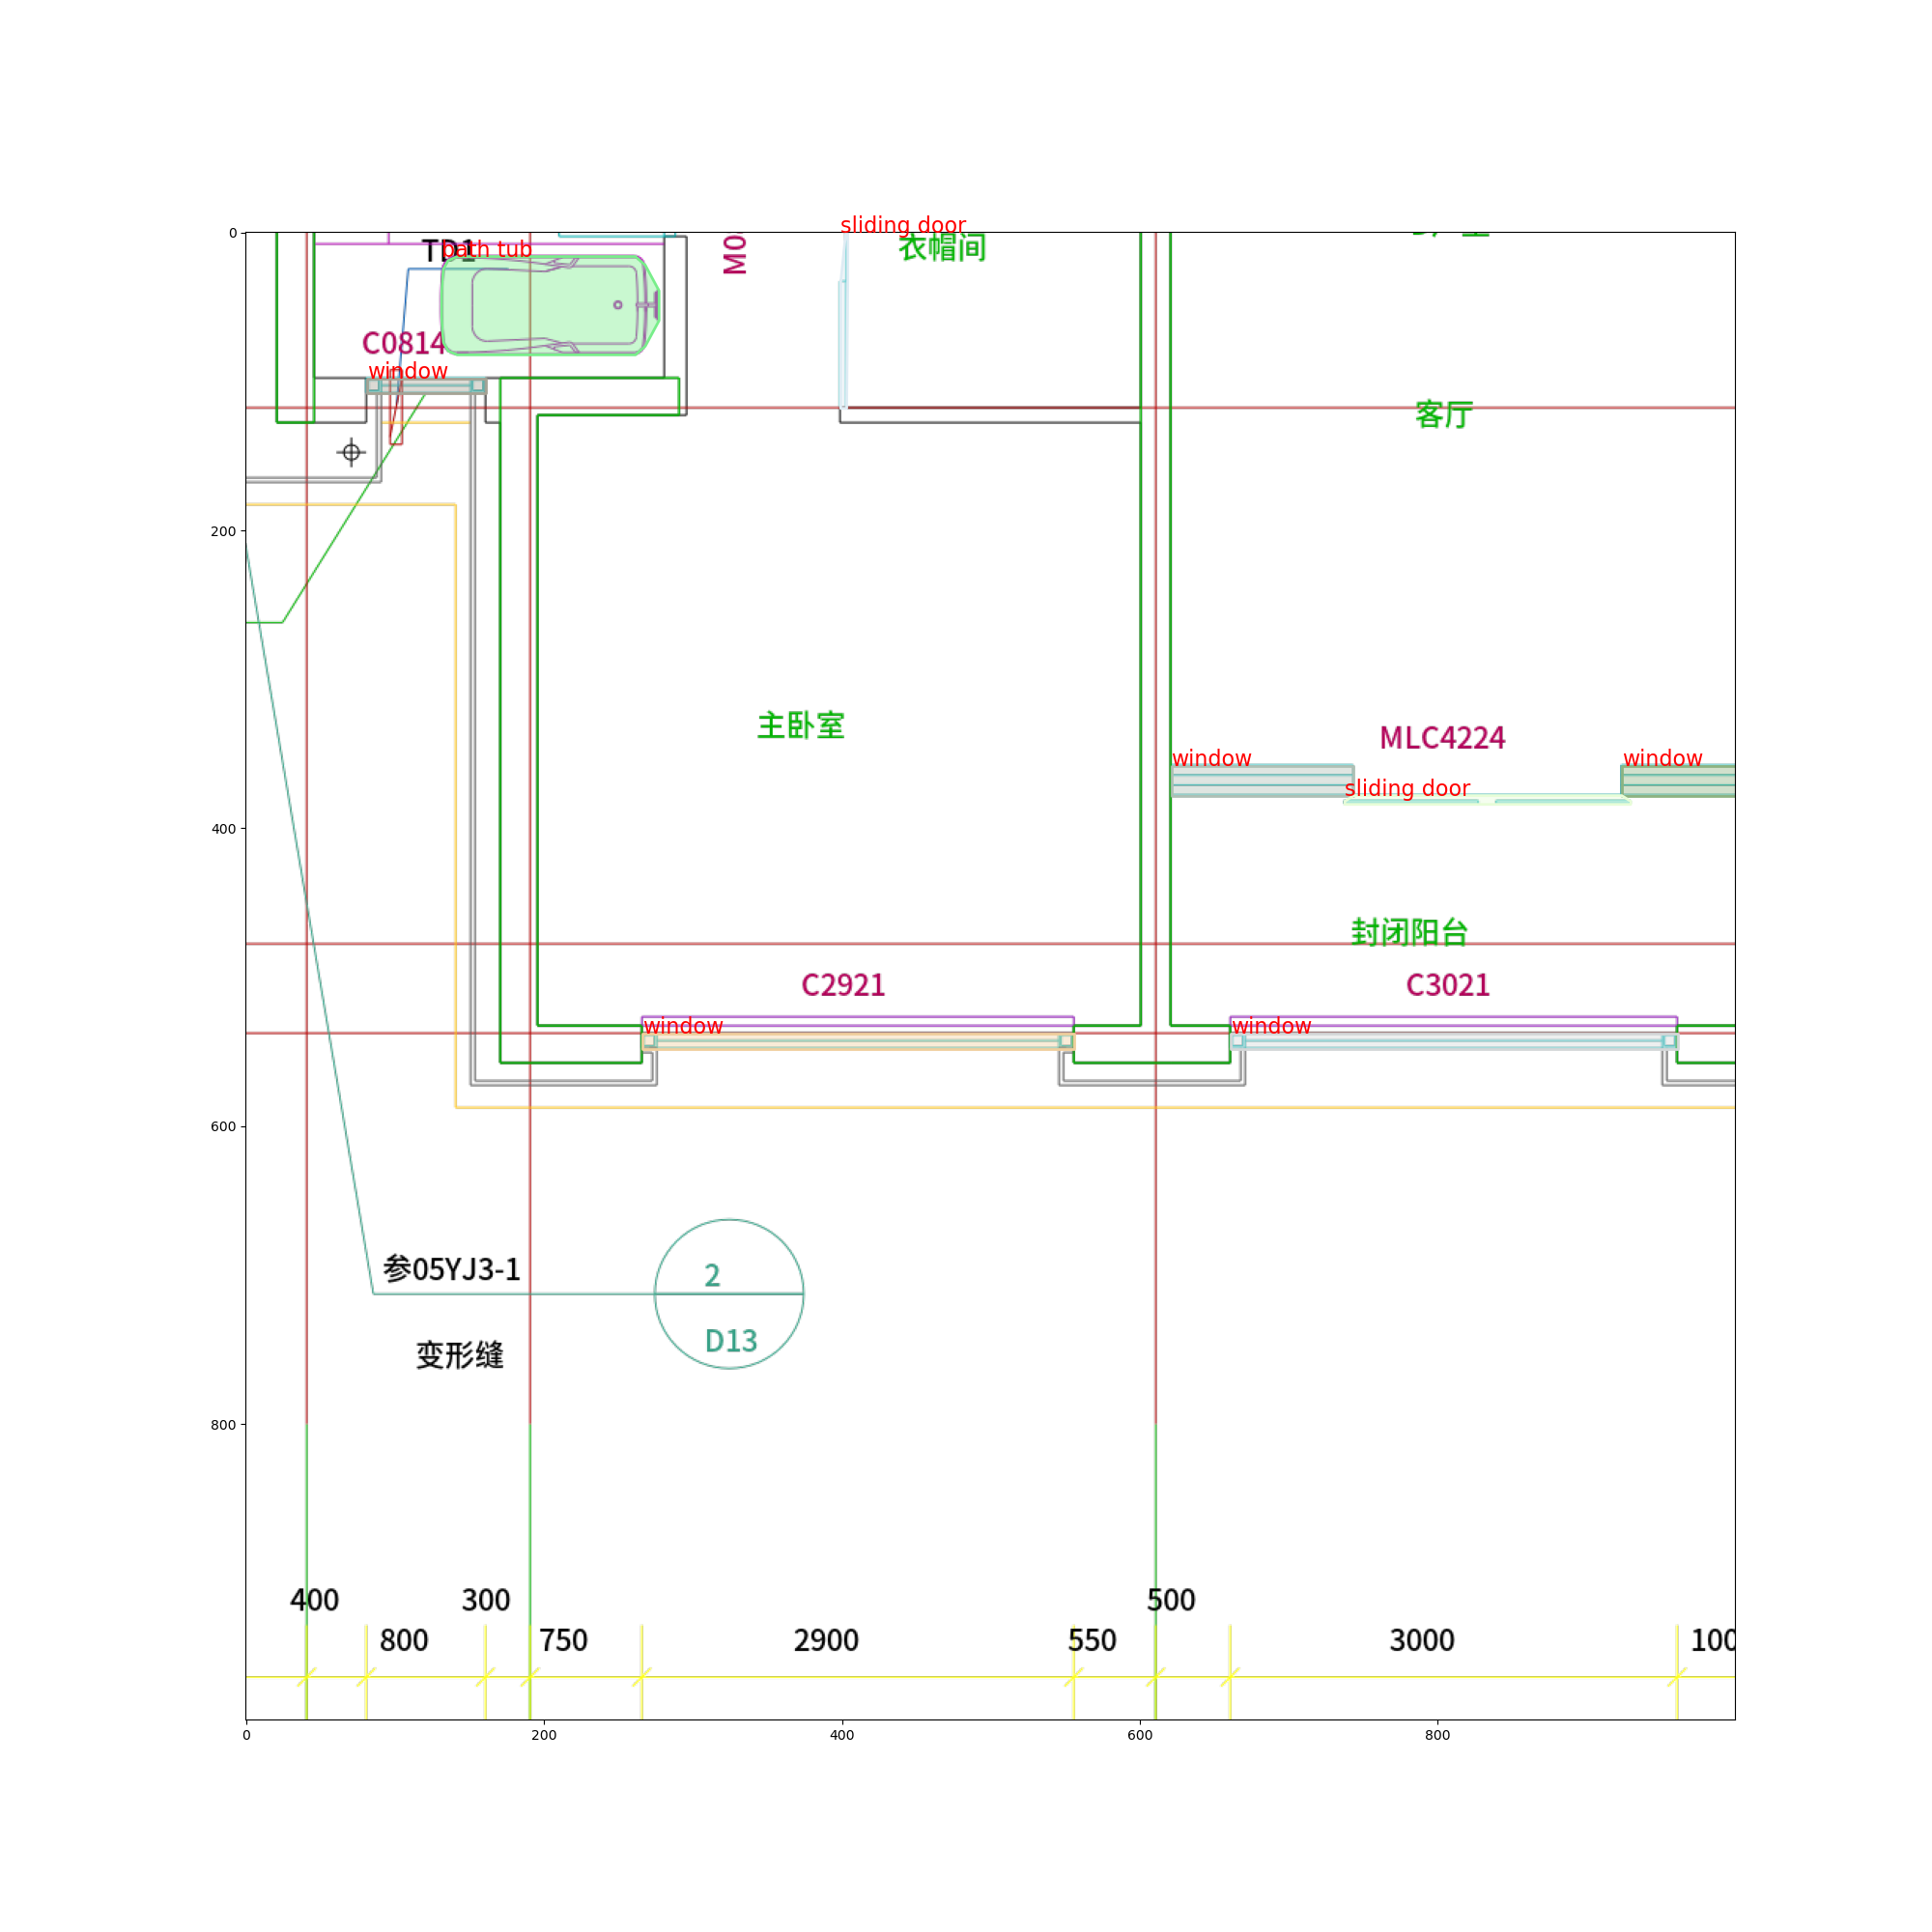 sliding door
0
TD1
bath tub
M0
衣帽间
C0814
window
客厅
200
主卧室
MLC4224
window
window
sliding door
400
封闭阳台
C2921
C3021
window
window
600
参05YJ3-1
2
D13
变形缝
800
400
300
500
800
750
2900
550
3000
100
0
200
400
600
800